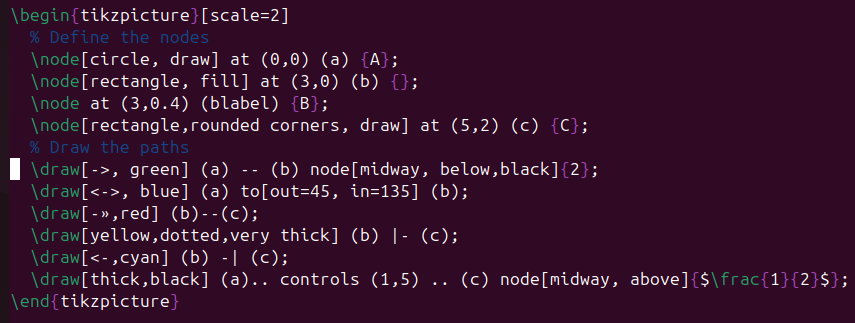 \begin{tikzpicture}[scale=2]
  % Define the nodes
  \node[circle, draw] at (0,0) (a) {A};
  \node[rectangle, fill] at (3,0) (b) {};
  \node at (3,0.4) (blabel) {B};
  \node[rectangle,rounded corners, draw] at (5,2) (c) {C};
  % Draw the paths
  \draw[->, green] (a) -- (b) node[midway, below,black]{2};
  \draw[<->, blue] (a) to[out=45, in=135] (b);
  \draw[-»,red] (b)--(c);
  \draw[yellow,dotted,very thick] (b) |- (c);
  \draw[<-,cyan] (b) -| (c);
  \draw[thick,black] (a).. controls (1,5) .. (c) node[midway, above]{$\frac{1}{2}$};
\end{tikzpicture}